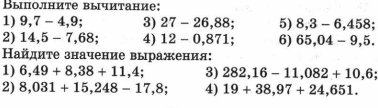 Выполните вычитание:
1) 9,7 – 4,9; 3) 27 – 26,88; 5) 8,3 – 6,458;
2) 14,5 – 7,68; 4) 12 – 0,871; 6) 65,04 – 9,5.
Найдите значение выражения:
1) 6,49 + 8,38 + 11,4; 3) 282,16 – 11,082 + 10,6;
2) 8,031 + 15,248 – 17,8; 4) 19 + 38,97 + 24,651.